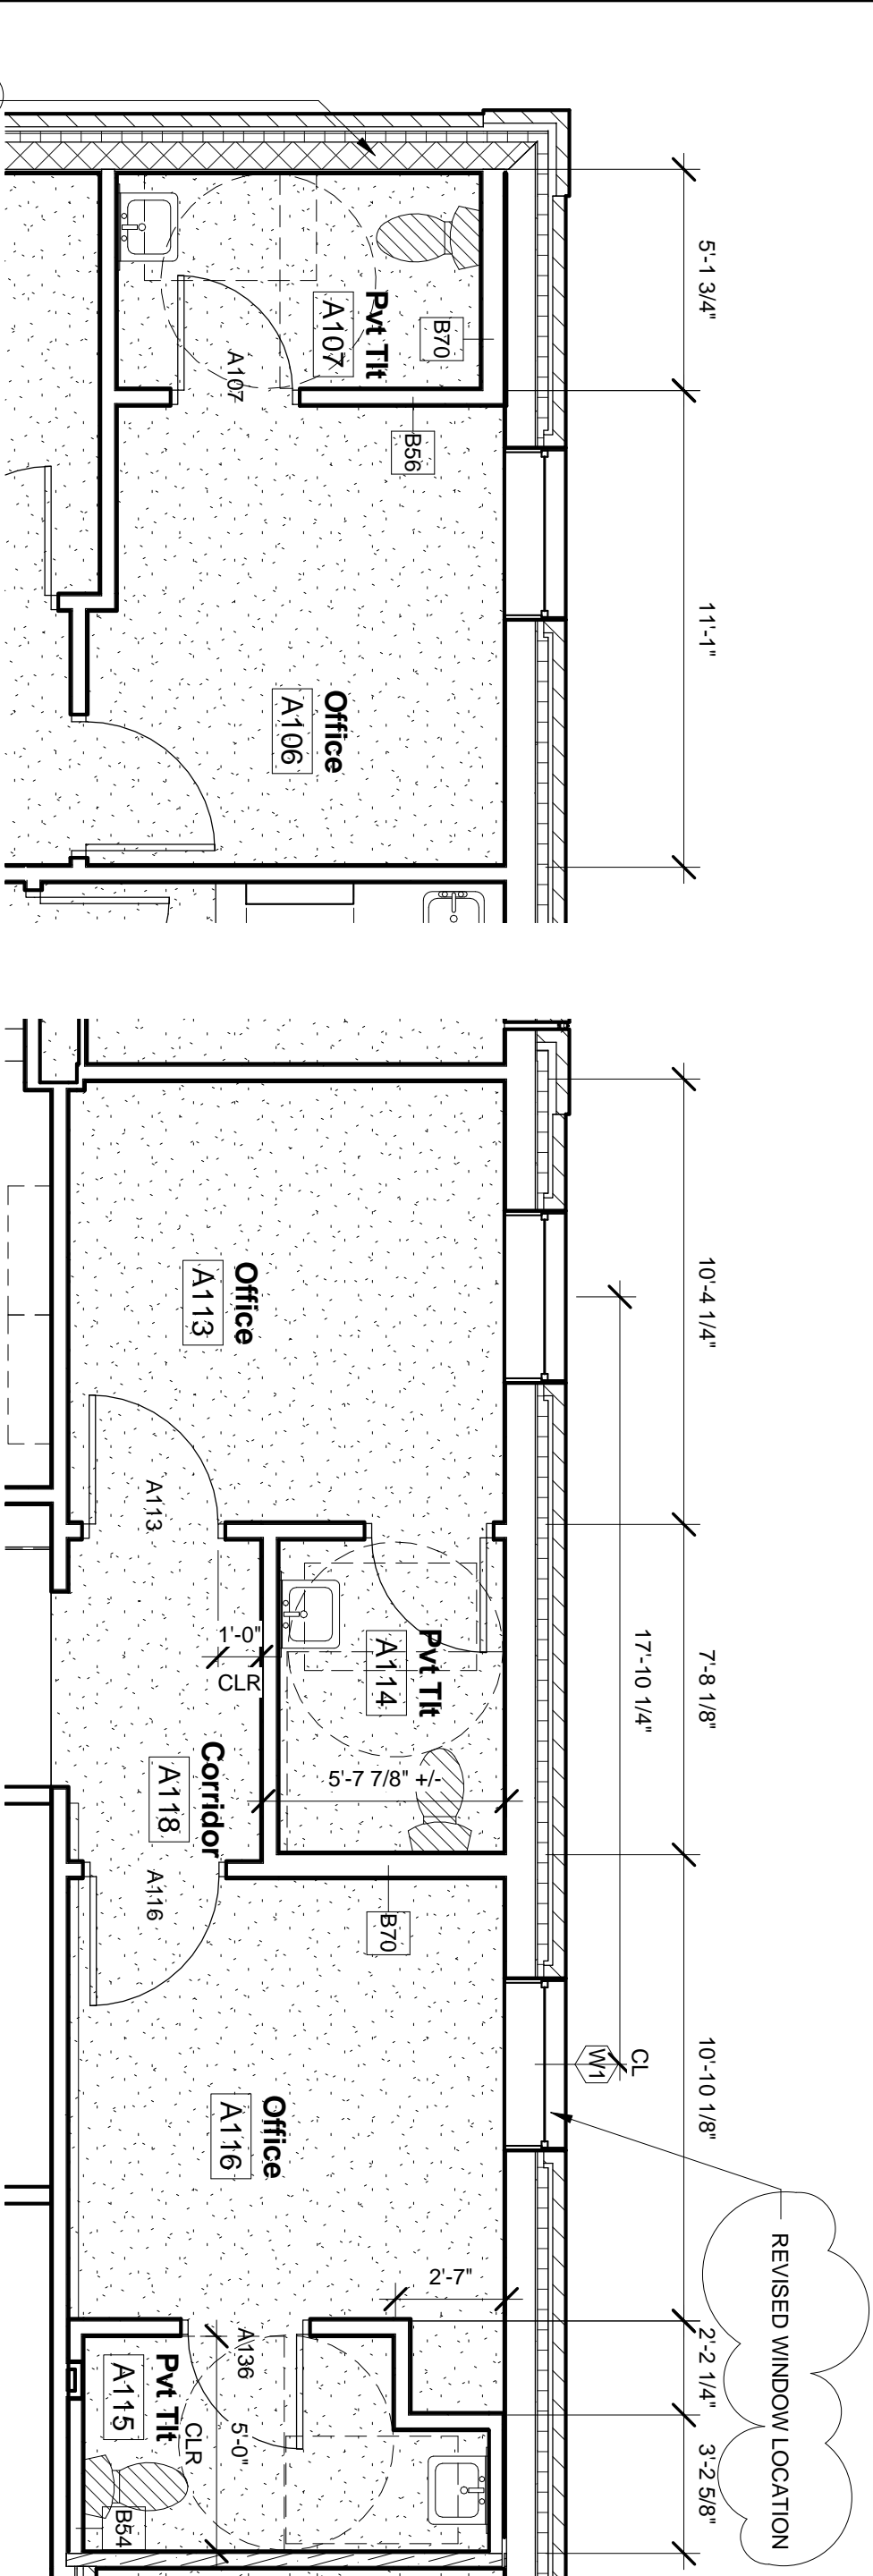 5'-1 3/4"
Pvt Tlt
A107
B70
A107
B56
11'-1"
Office
A106
10'-4 1/4"
Office
A113
A113
1'-0"
CLR
Pvt Tlt
A114
17'-10 1/4"
7'-8 1/8"
Corridor
A118
5'-7 7/8" +/-
A116
B70
CL
W1
10'-10 1/8"
Office
A116
REVISED WINDOW LOCATION
2'-7"
2'-2 1/4"
A136
Pvt Tlt
A115
5'-0"
CLR
3'-2 5/8"
B54